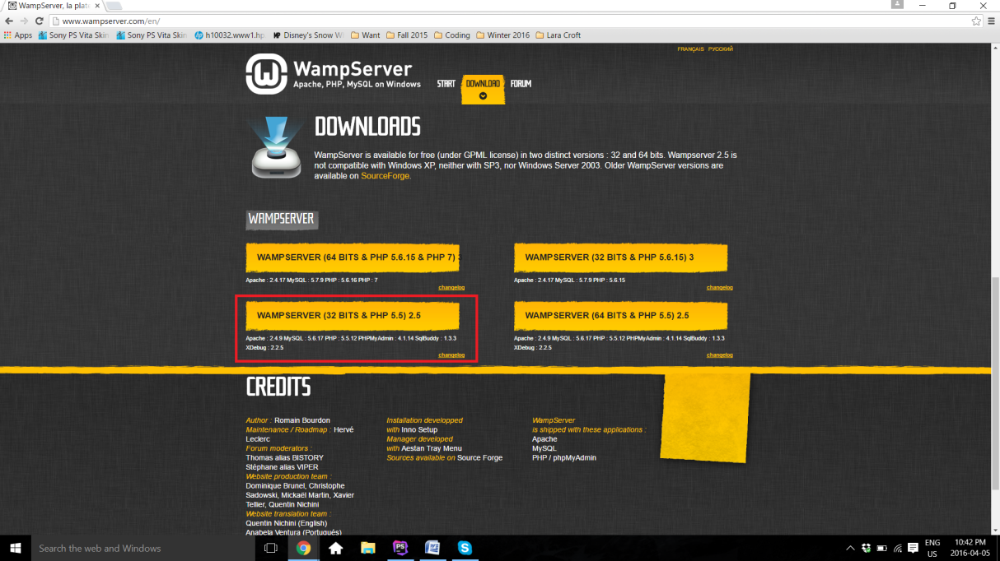 WampServer, la plate
www.wampserver.com/en/
Apps Sony PS Vita Skin Sony PS Vita Skin h10032.www1.hp Disney's Snow W Want Fall 2015 Coding Winter 2016 Lara Croft
FRANÇAIS РУССКИЙ
WampServer
Apache, PHP, MySQL on Windows
START DOWNLOAD FORUM
DOWNLOADS
WampServer is available for free (under GPML license) in two distinct versions : 32 and 64 bits. Wampserver 2.5 is
not compatible with Windows XP, neither with SP3, nor Windows Server 2003. Older WampServer versions are
available on SourceForge.
WAMPSERVER
WAMPSERVER (64 BITS & PHP 5.6.15 & PHP 7) 3
Apache : 2.4.17 MySQL : 5.7.9 PHP : 5.6.16 PHP : 7
changelog
WAMPSERVER (32 BITS & PHP 5.6.15) 3
Apache : 2.4.17 MySQL : 5.7.9 PHP : 5.6.15
changelog
WAMPSERVER (32 BITS & PHP 5.5) 2.5
Apache : 2.4.9 MySQL : 5.6.17 PHP : 5.5.12 PHPMyAdmin : 4.1.14 SqlBuddy : 1.3.3
XDebug : 2.2.5
changelog
WAMPSERVER (64 BITS & PHP 5.5) 2.5
Apache : 2.4.9 MySQL : 5.6.17 PHP : 5.5.12 PHPMyAdmin : 4.1.14 SqlBuddy : 1.3.3
XDebug : 2.2.5
changelog
CREDITS
Author : Romain Bourdon
Maintenance / Roadmap : Hervé
Leclerc
Forum moderators :
Thomas alias BISTORY
Stéphane alias VIPER
Website production team :
Dominique Brunel, Christophe
Sadowski, Mickaël Martin, Xavier
Tellier, Quentin Nichini
Website translation team :
Quentin Nichini (English)
Anabela Ventura (Português)
Installation developped
with Inno Setup
Manager developed
with Aestan Tray Menu
Sources available on Source Forge
WampServer
is shipped with these applications :
Apache
MySQL
PHP / phpMyAdmin
Search the web and Windows
PS
W
S
ENG
US
10:42 PM
2016-04-05